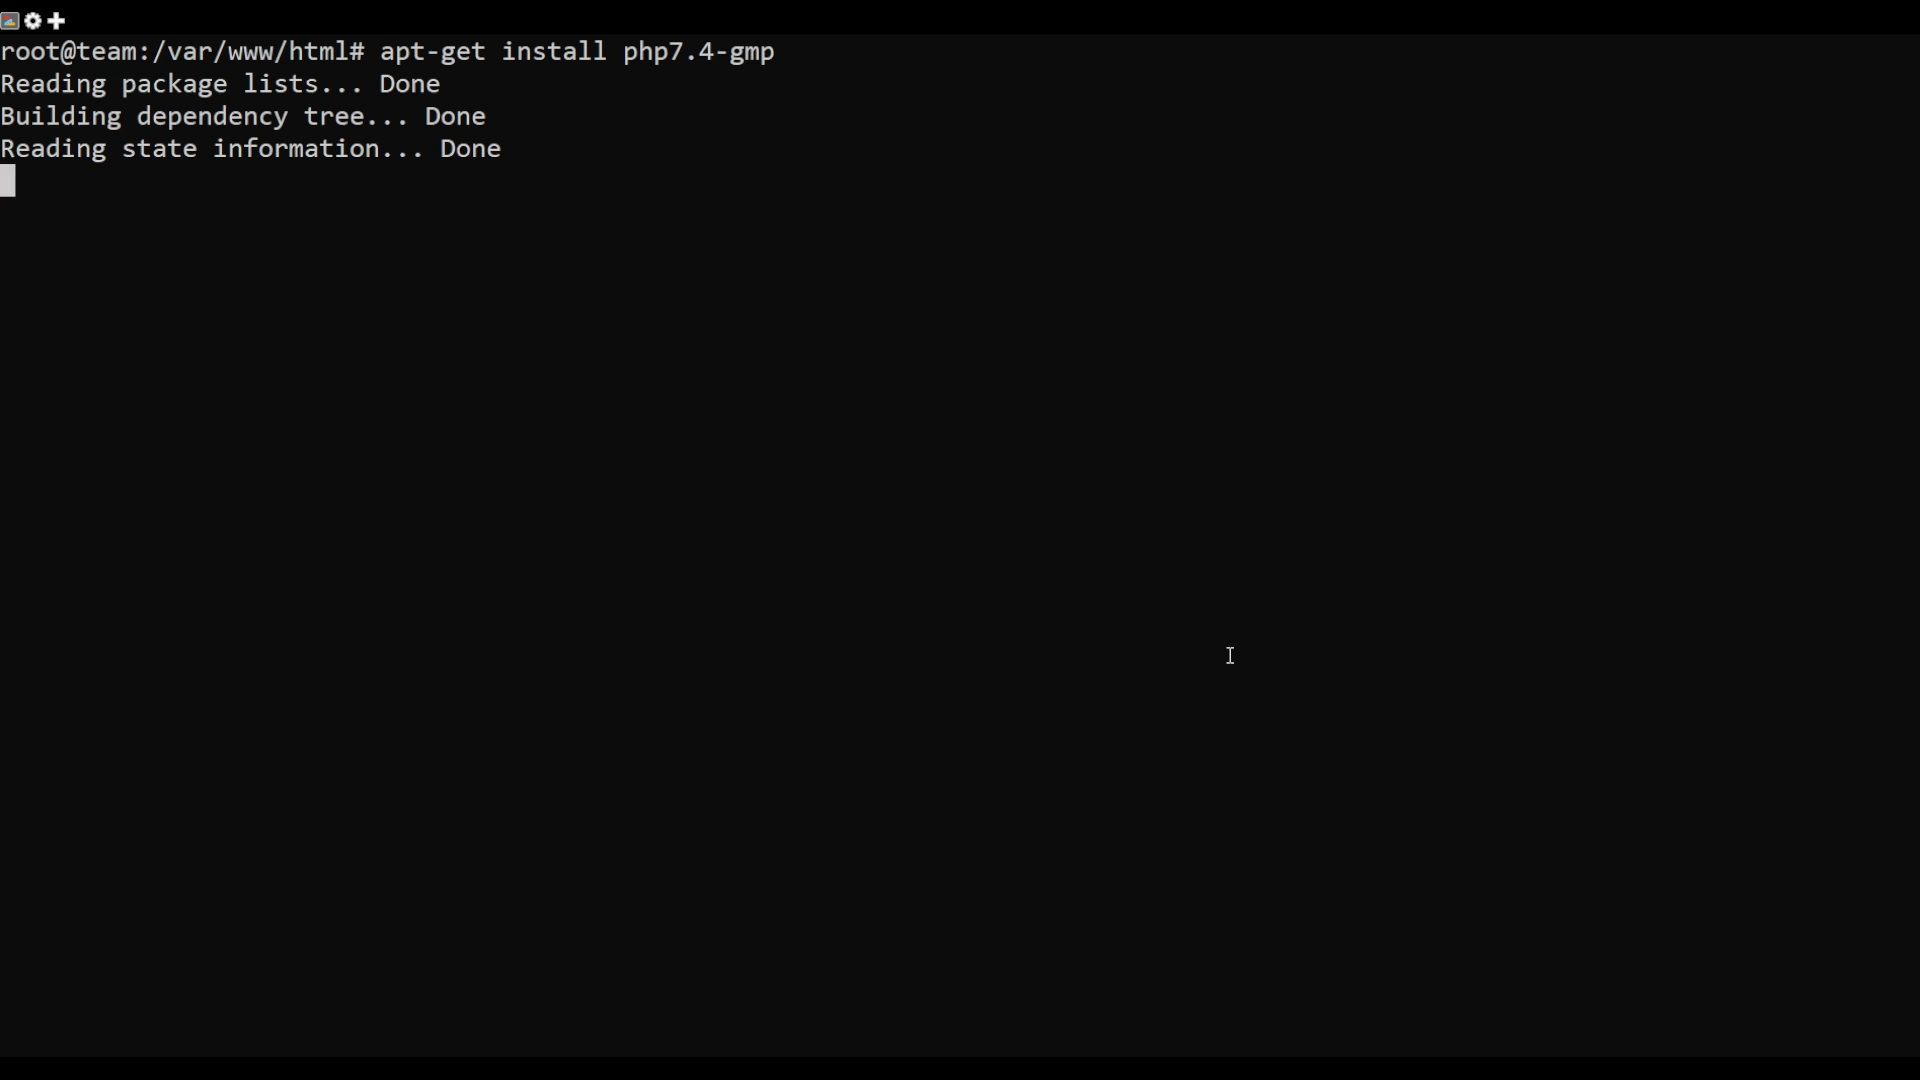 root@team:/var/www/html# apt-get install php7.4-gmp
Reading package lists... Done
Building dependency tree... Done
Reading state information... Done